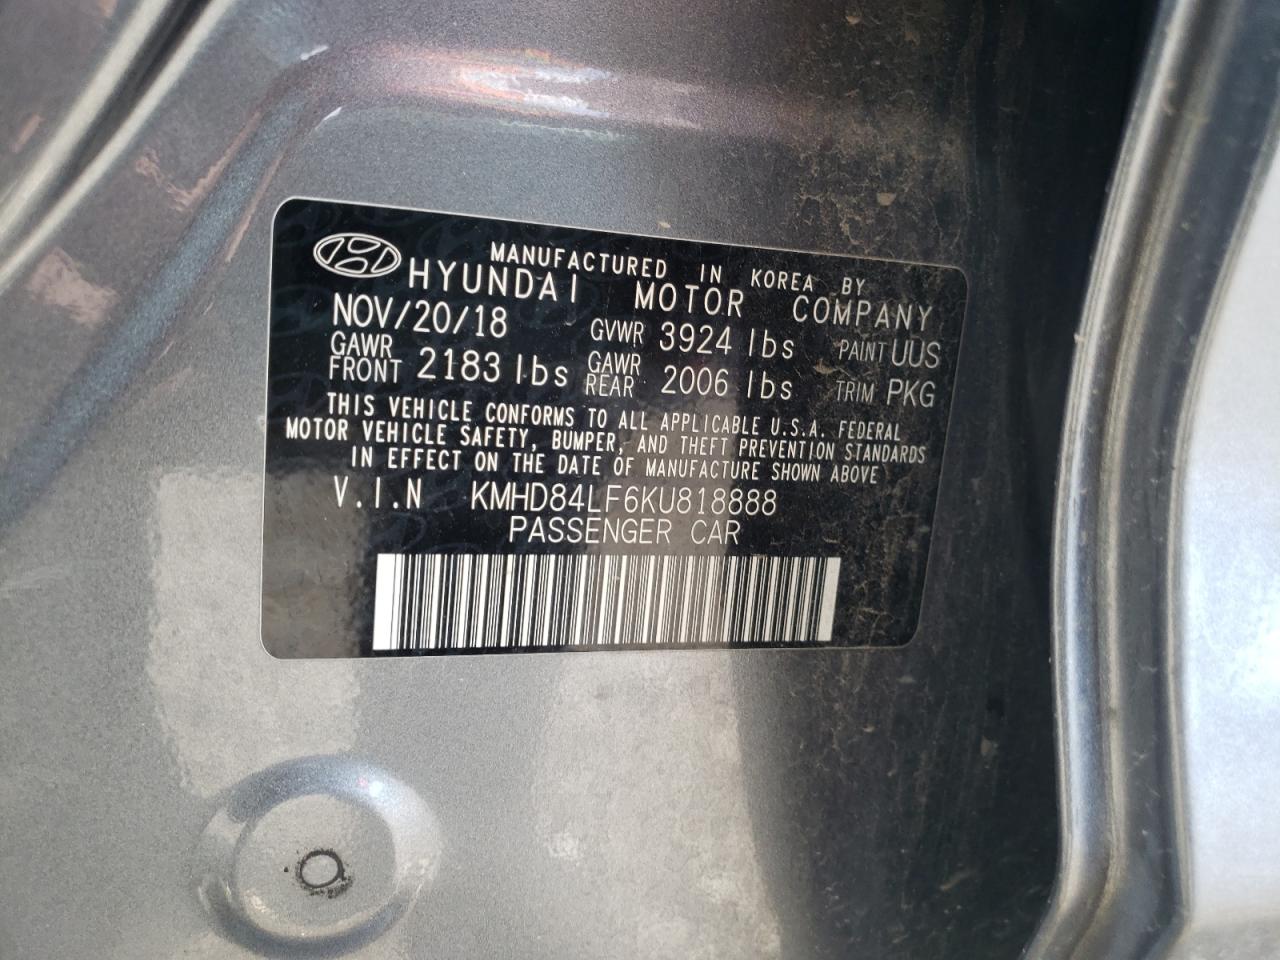 MANUFACTURED IN KOREA BY
HYUNDAI MOTOR COMPANY
NOV/20/18 GVWR 3924 lbs PAINT UUS
GAWR FRONT 2183 lbs GAWR REAR 2006 lbs TRIM PKG
THIS VEHICLE CONFORMS TO ALL APPLICABLE U.S.A. FEDERAL
MOTOR VEHICLE SAFETY, BUMPER, AND THEFT PREVENTION STANDARDS
IN EFFECT ON THE DATE OF MANUFACTURE SHOWN ABOVE
V.I.N KMHD84LF6KU818888
PASSENGER CAR